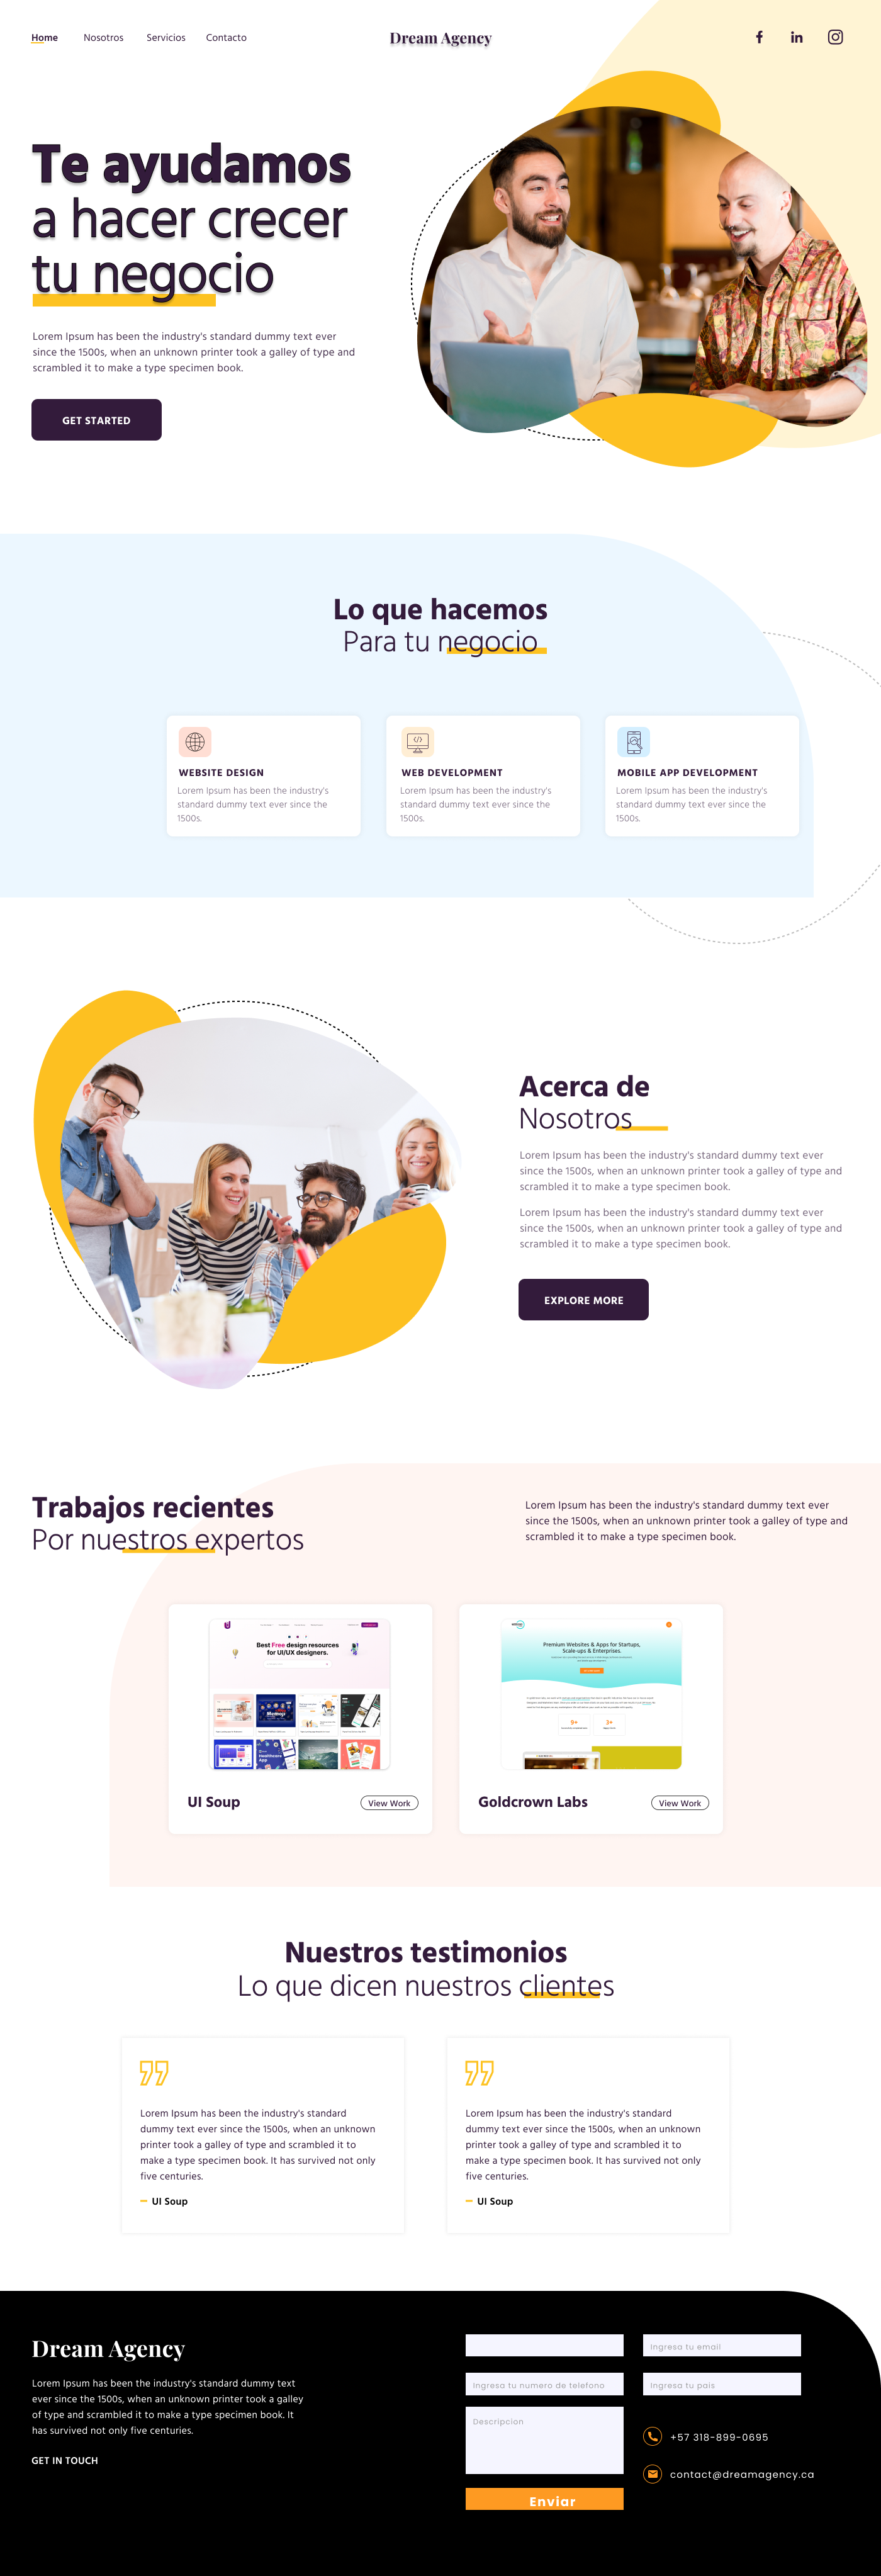 Home Nosotros Servicios Contacto
Dream Agency
Te ayudamos
a hacer crecer
tu negocio
Lorem Ipsum has been the industry's standard dummy text ever
since the 1500s, when an unknown printer took a galley of type and
scrambled it to make a type specimen book.
GET STARTED
Lo que hacemos
Para tu negocio
WEBSITE DESIGN
Lorem Ipsum has been the industry's
standard dummy text ever since the
1500s.
WEB DEVELOPMENT
Lorem Ipsum has been the industry's
standard dummy text ever since the
1500s.
MOBILE APP DEVELOPMENT
Lorem Ipsum has been the industry's
standard dummy text ever since the
1500s.
Acerca de
Nosotros
Lorem Ipsum has been the industry's standard dummy text ever
since the 1500s, when an unknown printer took a galley of type and
scrambled it to make a type specimen book.
Lorem Ipsum has been the industry's standard dummy text ever
since the 1500s, when an unknown printer took a galley of type and
scrambled it to make a type specimen book.
EXPLORE MORE
Trabajos recientes
Por nuestros expertos
Lorem Ipsum has been the industry's standard dummy text ever
since the 1500s, when an unknown printer took a galley of type and
scrambled it to make a type specimen book.
Best Free design resources
for UI/UX designers.
UI Soup
View Work
Premium Websites & Apps for Startups,
Scale-ups & Enterprises.
Goldcrown Labs
View Work
Nuestros testimonios
Lo que dicen nuestros clientes
Lorem Ipsum has been the industry's standard
dummy text ever since the 1500s, when an unknown
printer took a galley of type and scrambled it to
make a type specimen book. It has survived not only
five centuries.
UI Soup
Lorem Ipsum has been the industry's standard
dummy text ever since the 1500s, when an unknown
printer took a galley of type and scrambled it to
make a type specimen book. It has survived not only
five centuries.
UI Soup
Dream Agency
Lorem Ipsum has been the industry's standard dummy text
ever since the 1500s, when an unknown printer took a galley
of type and scrambled it to make a type specimen book. It
has survived not only five centuries.
GET IN TOUCH
Ingresa tu email
Ingresa tu numero de telefono
Ingresa tu país
Descripcion
Enviar
+57 318-899-0695
contact@dreamagency.ca